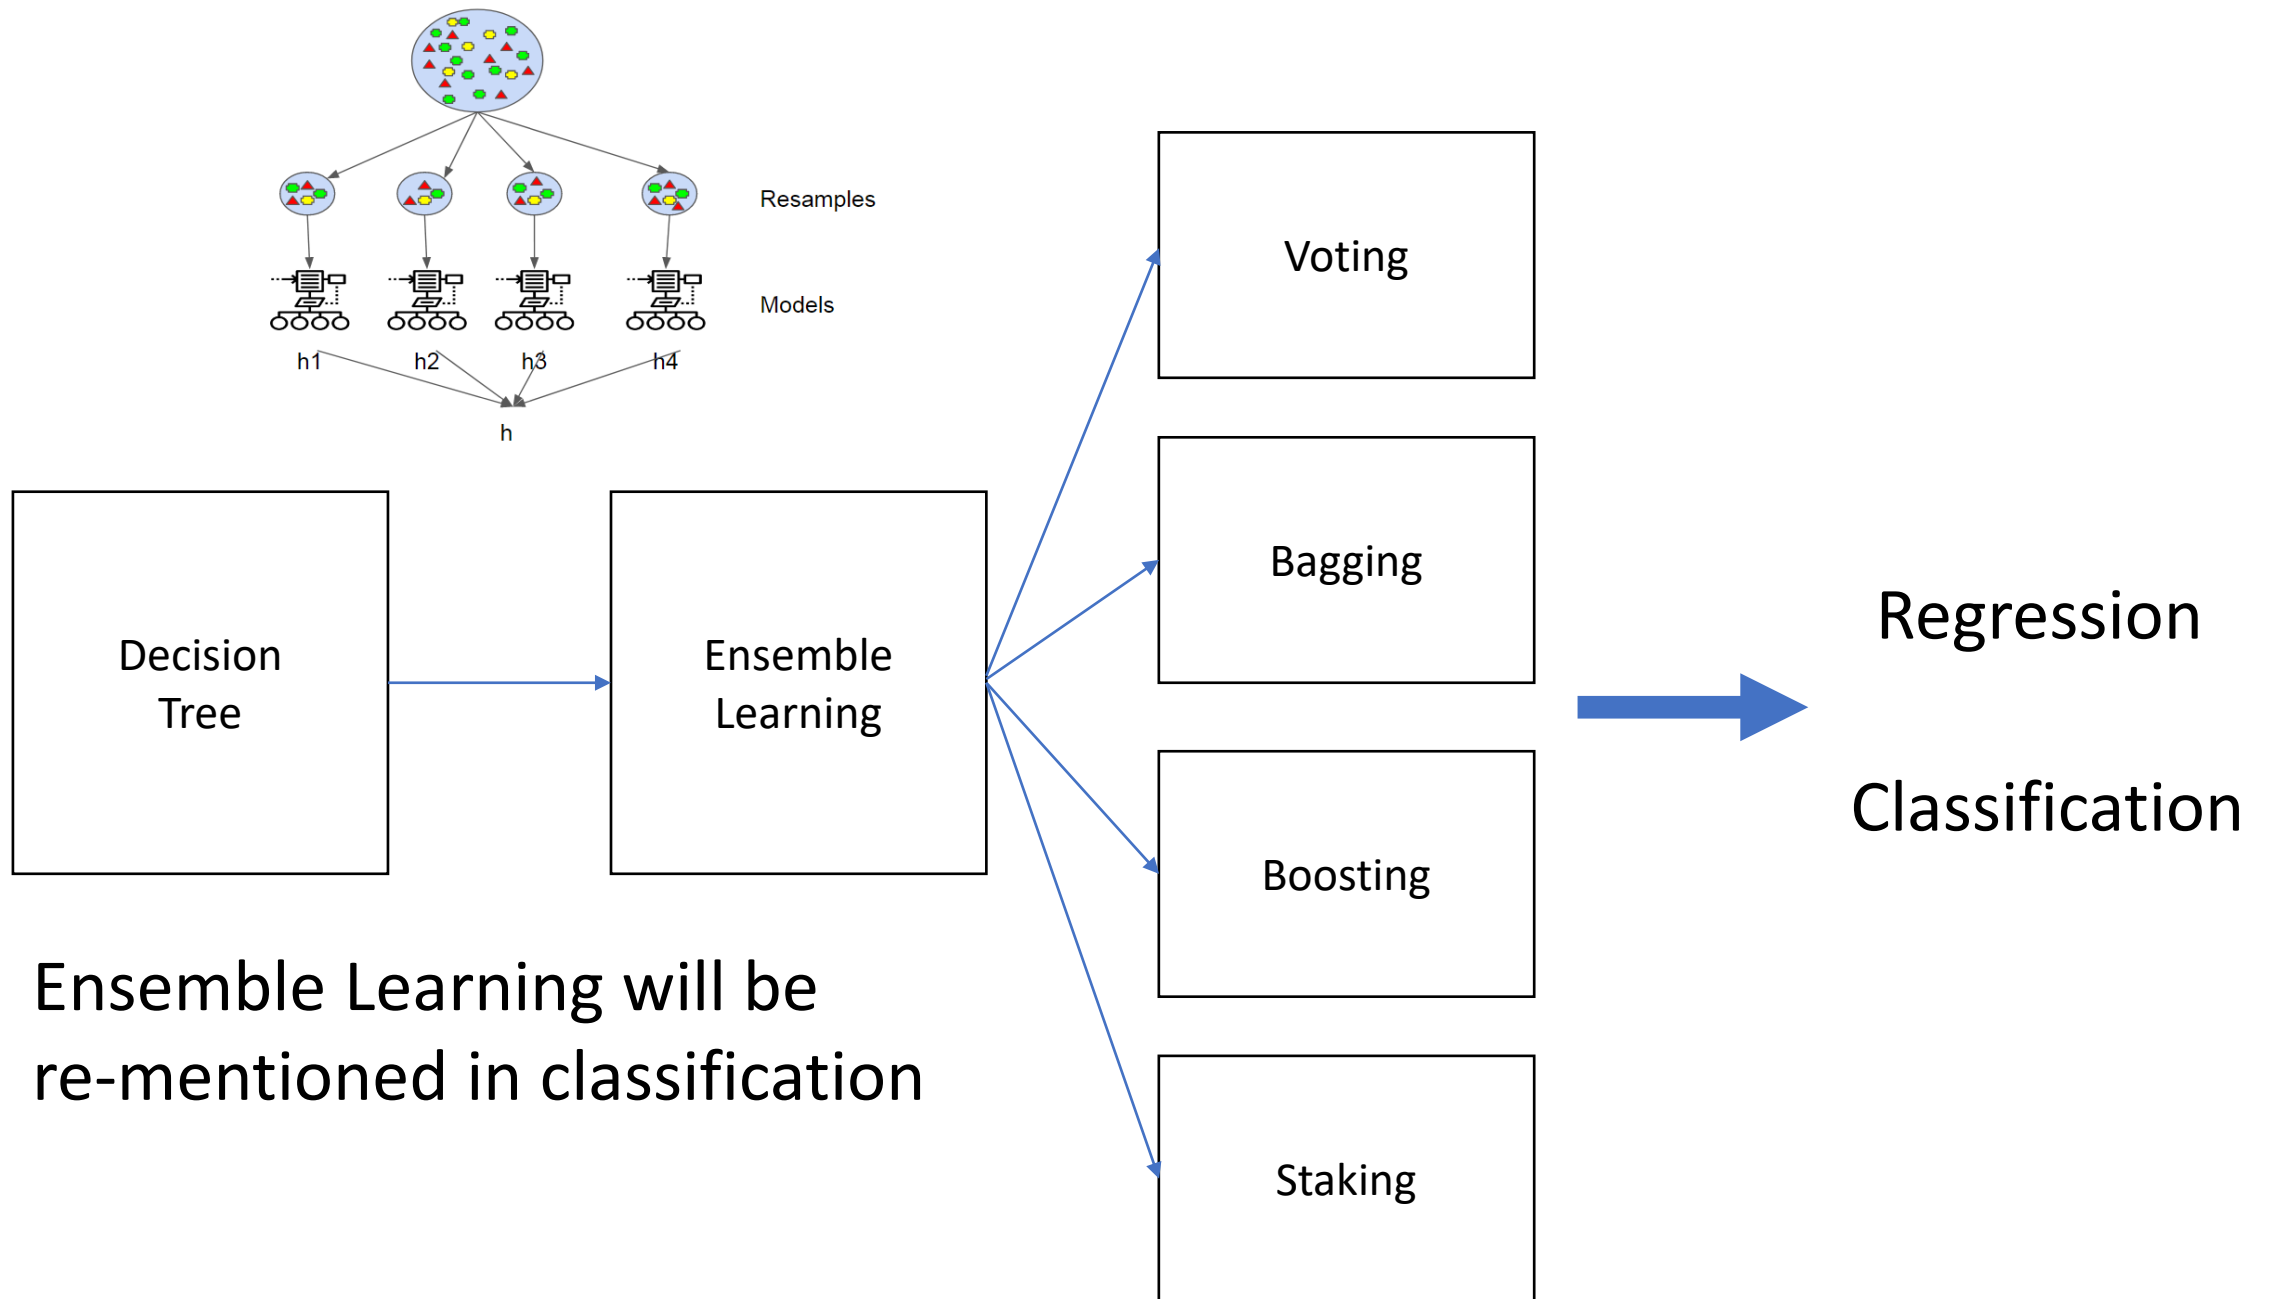 Resamples
Models
h1
h2
h3
h4
h
Decision
Tree
Ensemble
Learning
Voting
Bagging
Boosting
Staking
Regression
Classification
Ensemble Learning will be
re-mentioned in classification